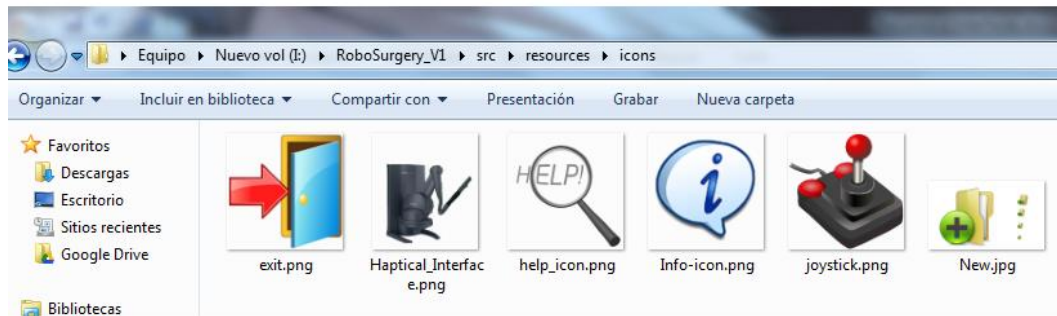 Equipo Nuevo vol (I:) RoboSurgery_V1 src resources icons
Organizar Incluir en biblioteca Compartir con Presentación Grabar Nueva carpeta
Favoritos
Descargas
Escritorio
Sitios recientes
Google Drive
Bibliotecas
HELP!
i
exit.png
Haptical_Interfac
e.png
help_icon.png
Info-icon.png
joystick.png
New.jpg